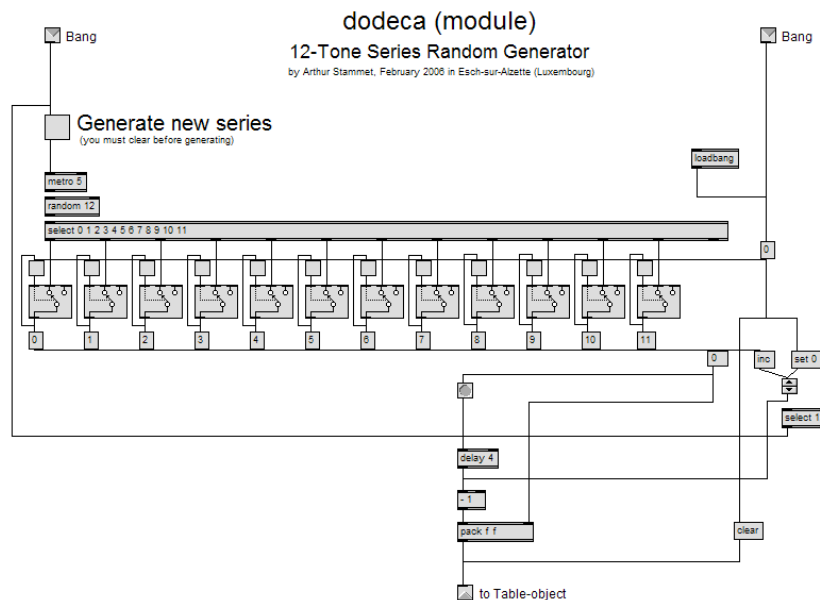 dodeca (module)
Bang
Bang
12-Tone Series Random Generator
by Arthur Stammet, February 2006 in Esch-sur-Alzette (Luxembourg)
Generate new series
(you must clear before generating)
loadbang
metro 5
random 12
select 0 1 2 3 4 5 6 7 8 9 10 11
0
0 1 2 3 4 5 6 7 8 9 10 11
0
inc
set 0
select 1
delay 4
- 1
pack f f
clear
to Table-object